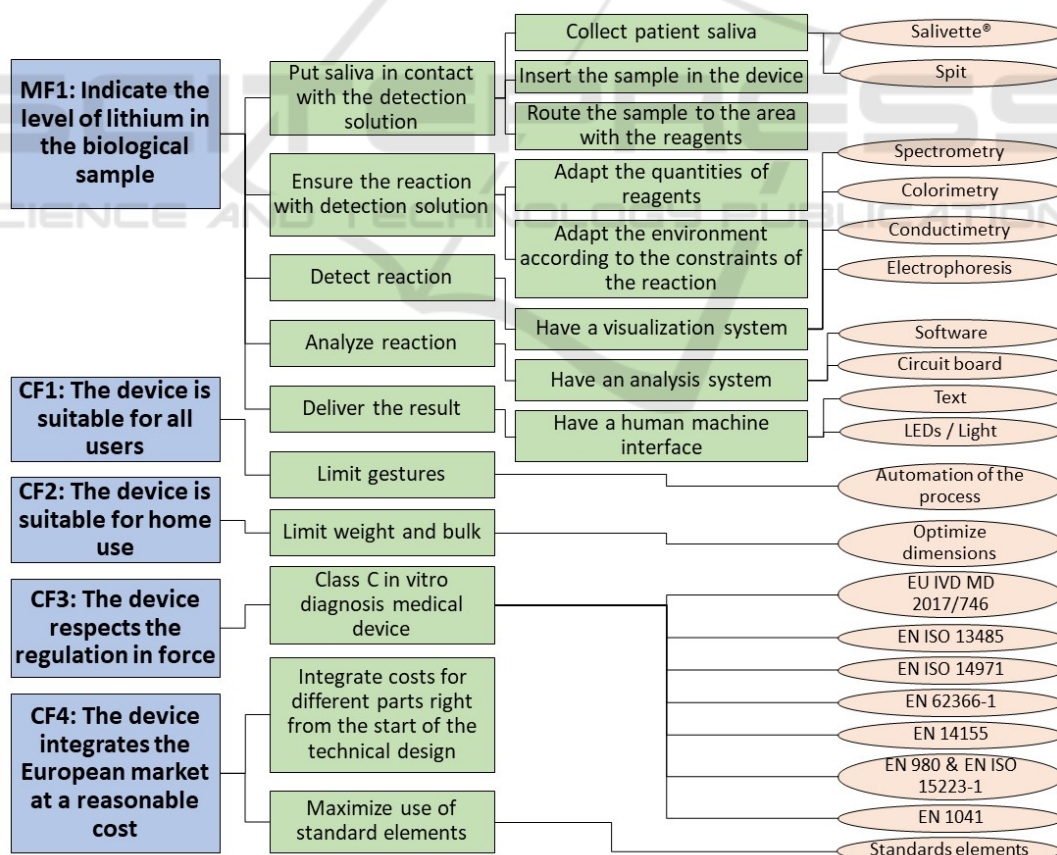 MF1: Indicate the
level of lithium in
the biological
sample
CF1: The device is
suitable for all
users
CF2: The device is
suitable for home
use
CF3: The device
respects the
regulation in force
CF4: The device
integrates the
European market
at a reasonable
cost
Put saliva in contact
with the detection
solution
Ensure the reaction
with detection solution
Detect reaction
Analyze reaction
Deliver the result
Limit gestures
Limit weight and bulk
Class C in vitro
diagnosis medical
device
Integrate costs for
different parts right
from the start of the
technical design
Maximize use of
standard elements
Collect patient saliva
Insert the sample in the device
Route the sample to the area
with the reagents
Adapt the quantities of
reagents
Adapt the environment
according to the constraints of
the reaction
Have a visualization system
Have an analysis system
Have a human machine
interface
Salivette®
Spit
Spectrometry
Colorimetry
Conductimetry
Electrophoresis
Software
Circuit board
Text
LEDs / Light
Automation of the
process
Optimize
dimensions
EU IVD MD
2017/746
EN ISO 13485
EN ISO 14971
EN 62366-1
EN 14155
EN 980 & EN ISO
15223-1
EN 1041
Standards elements